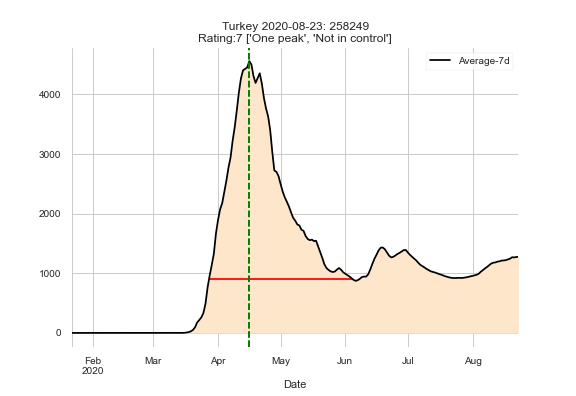 Turkey 2020-08-23: 258249
Rating:7 ['One peak', 'Not in control']
Average-7d
4000
3000
2000
1000
0
Feb
2020
Mar
Apr
May
Jun
Jul
Aug
Date